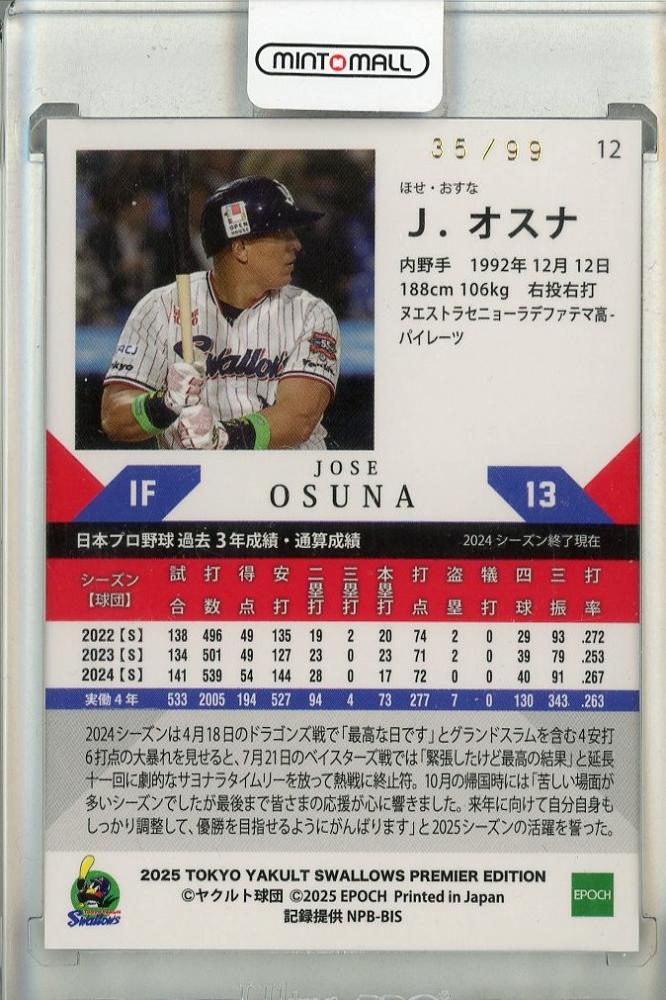 MINTOMALL
35/99 12
ほせ・おすな
J. オスナ
内野手 1992年12月12日
188cm 106kg 右投右打
ヌエストラセニョーラデファテマ高-
パイレーツ
OPEN HOUSE
Swallows
JOSE
OSUNA
IF 13
日本プロ野球 過去3年成績・通算成績 2024シーズン終了現在
シーズン【球団】 試合 打数 得点 安打 二塁打 三塁打 本塁打 打点 盗塁 犠打 四球 三振 打率
2022【S】 138 496 49 135 19 2 20 74 2 0 29 93 .272
2023【S】 134 501 49 127 23 0 23 71 2 0 39 79 .253
2024【S】 141 539 54 144 28 0 17 72 0 0 40 91 .267
実働4年 533 2005 194 527 94 4 73 277 7 0 130 343 .263
2024シーズンは4月18日のドラゴンズ戦で「最高な日です」とグランドスラムを含む4安打
6打点の大暴れを見せると、7月21日のベイスターズ戦では「緊張したけど最高の結果」と延長
十一回に劇的なサヨナラタイムリーを放って熱戦に終止符。10月の帰国時には「苦しい場面が
多いシーズンでしたが最後まで皆さまの応援が心に響きました。来年に向けて自分自身も
しっかり調整して、優勝を目指せるようにがんばります」と2025シーズンの活躍を誓った。
2025 TOKYO YAKULT SWALLOWS PREMIER EDITION
©ヤクルト球団 ©2025 EPOCH Printed in Japan
記録提供 NPB-BIS
Swallows
EPOCH